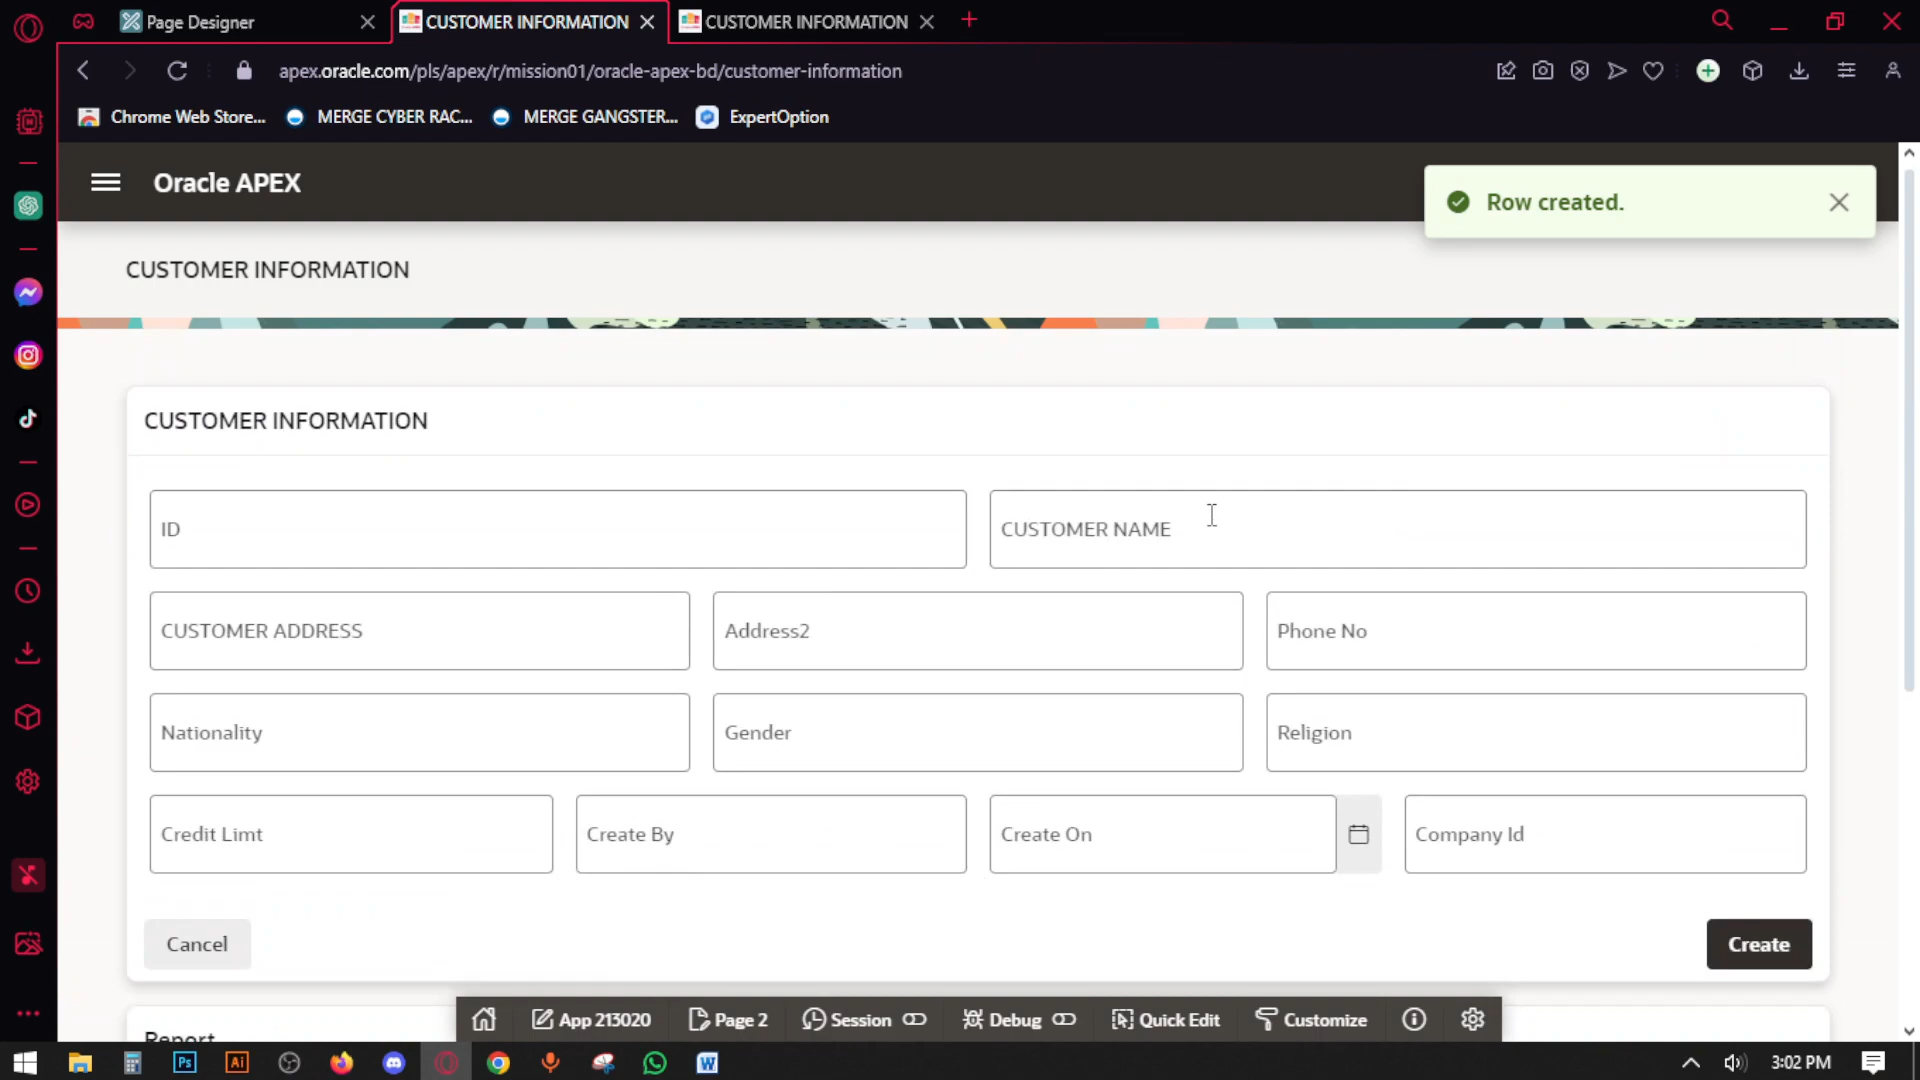 Page Designer
CUSTOMER INFORMATION
CUSTOMER INFORMATION
apex.oracle.com/pls/apex/r/mission01/oracle-apex-bd/customer-information
Chrome Web Store...
MERGE CYBER RAC...
MERGE GANGSTER...
ExpertOption
Oracle APEX
Row created.
CUSTOMER INFORMATION
CUSTOMER INFORMATION
ID
CUSTOMER NAME
CUSTOMER ADDRESS
Address2
Phone No
Nationality
Gender
Religion
Credit Limt
Create By
Create On
Company Id
Cancel
Create
Report
App 213020
Page 2
Session
Debug
Quick Edit
Customize
Ps
Ai
W
3:02 PM